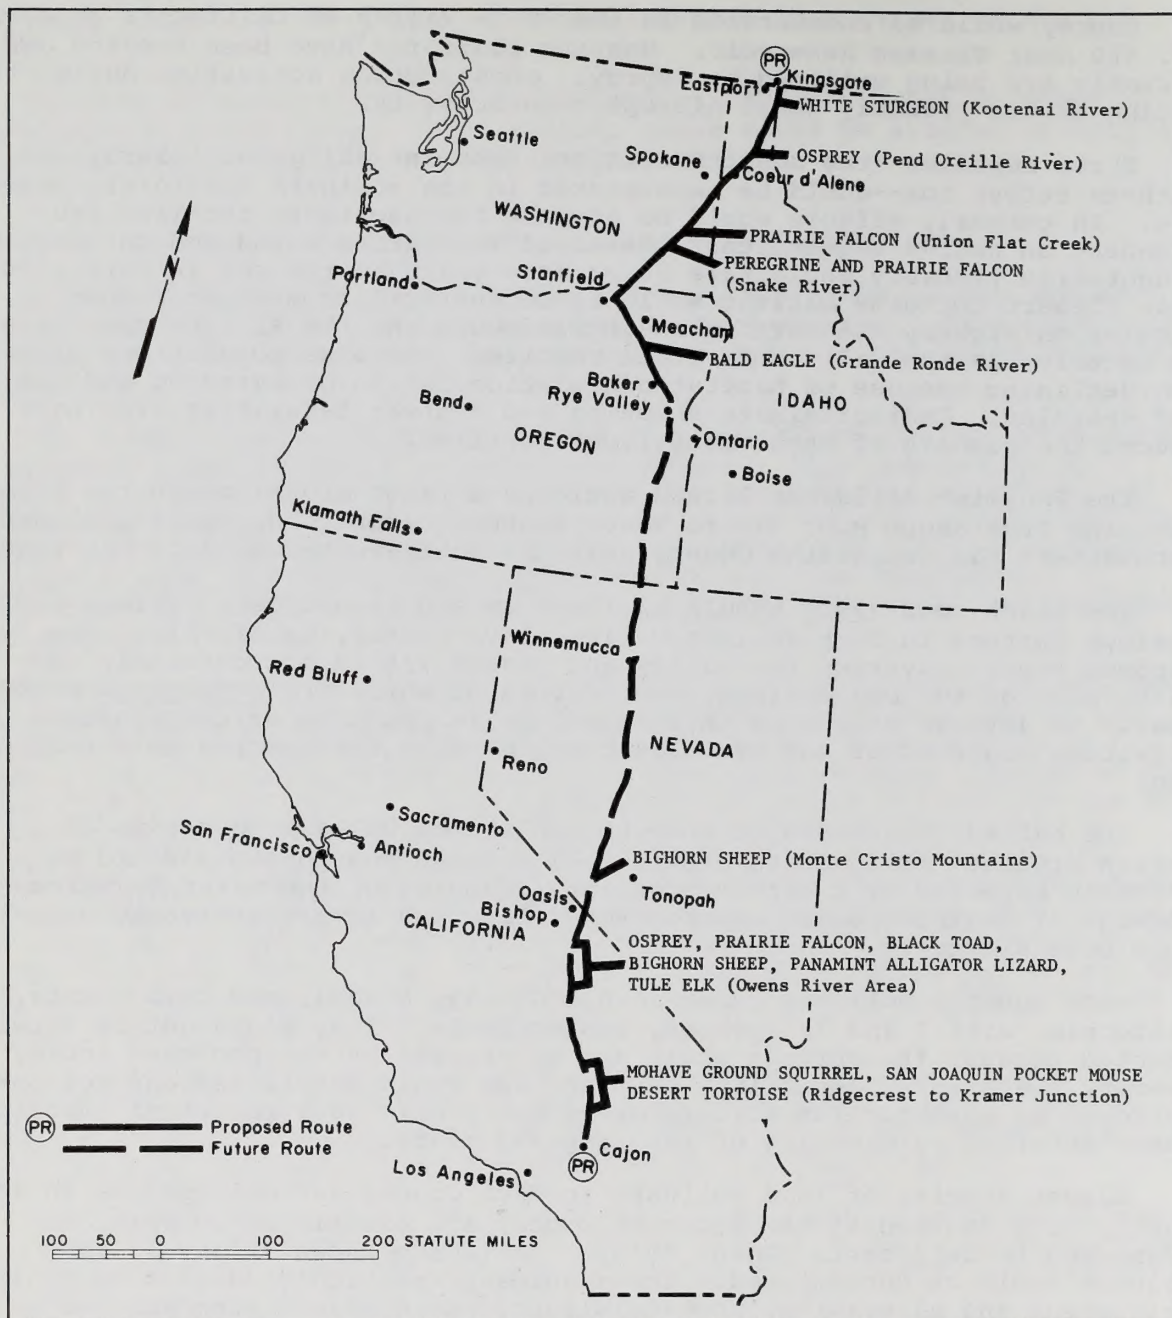 PR
Kingsgate
Eastport
WHITE STURGEON (Kootenai River)
Seattle
Spokane
OSPREY (Pend Oreille River)
Coeur d'Alene
WASHINGTON
PRAIRIE FALCON (Union Flat Creek)
N
Portland
Stanfield
PEREGRINE AND PRAIRIE FALCON
(Snake River)
Meacham
BALD EAGLE (Grande Ronde River)
Baker
Rye Valley
IDAHO
Bend
OREGON
Ontario
Boise
Klamath Falls
Winnemucca
Red Bluff
NEVADA
Reno
Sacramento
San Francisco
Antioch
BIGHORN SHEEP (Monte Cristo Mountains)
Tonopah
Oasis
Bishop
CALIFORNIA
OSPREY, PRAIRIE FALCON, BLACK TOAD,
BIGHORN SHEEP, PANAMINT ALLIGATOR LIZARD,
TULE ELK (Owens River Area)
MOHAVE GROUND SQUIRREL, SAN JOAQUIN POCKET MOUSE
DESERT TORTOISE (Ridgecrest to Kramer Junction)
PR Proposed Route
Future Route
Cajon
PR
Los Angeles
100 50 0 100 200 STATUTE MILES